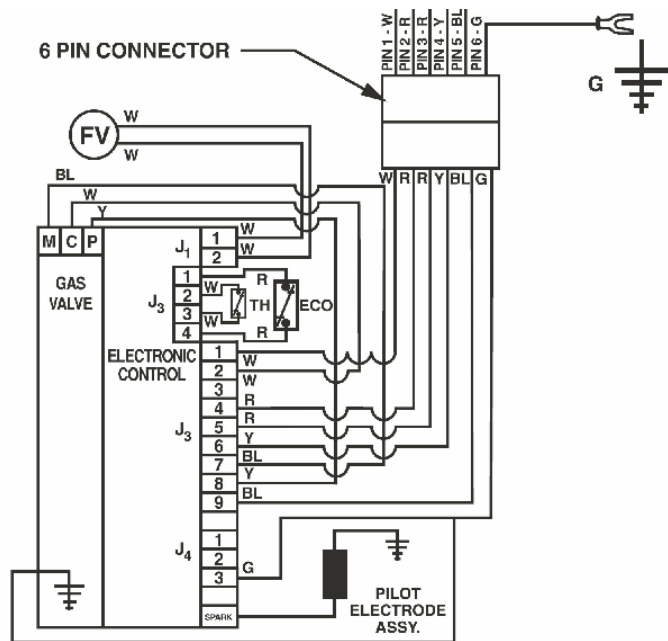 PIN 1 - W
PIN 2 - R
PIN 3 - R
PIN 4 - Y
PIN 5 - BL
PIN 6 - G
6 PIN CONNECTOR
G
FV
W
W
BL
W
Y
W R R Y BL G
M C P
GAS
VALVE
J1
1 W
2 W
J3
1 R
2 W
3 W
4 R
TH
ECO
ELECTRONIC
CONTROL
J3
1 W
2 W
3
4 R
5 R
6 Y
7 BL
8 Y
9 BL
J4
1
2
3 G
SPARK
PILOT
ELECTRODE
ASSY.